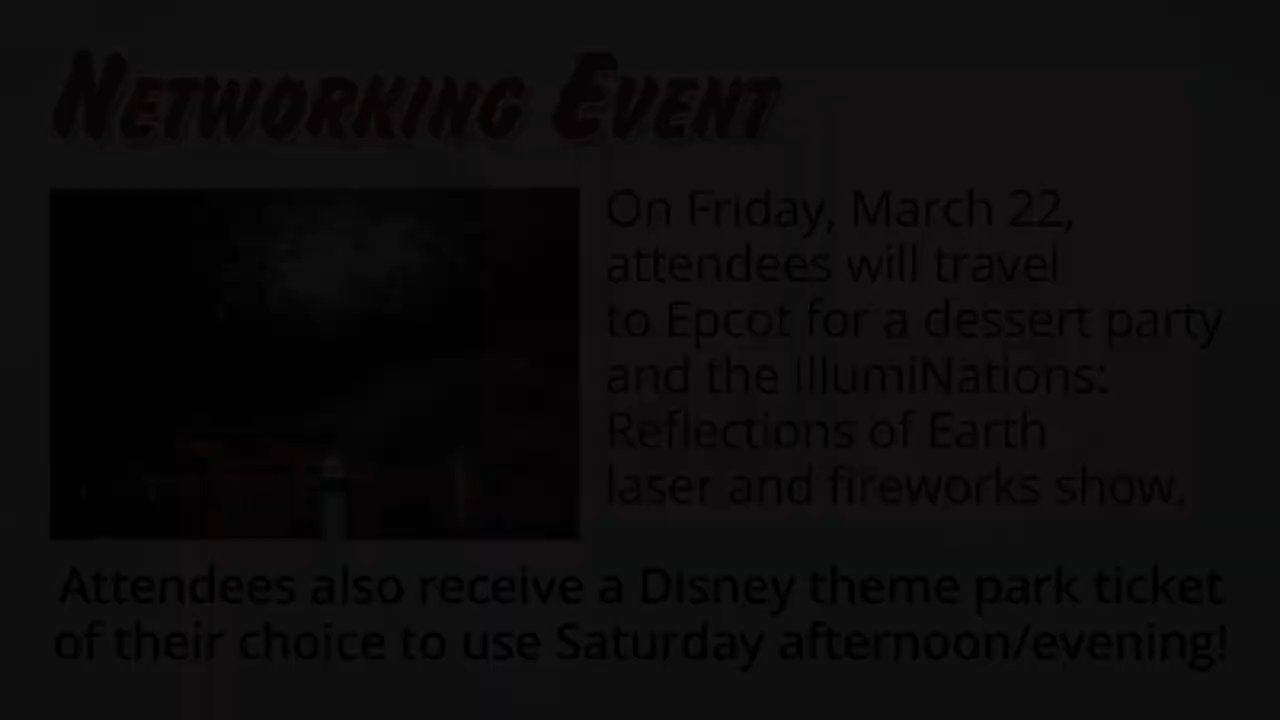 NETWORKING EVENT
On Friday, March 22,
attendees will travel
to Epcot for a dessert party
and the IllumiNations:
Reflections of Earth
laser and fireworks show.
Attendees also receive a Disney theme park ticket
of their choice to use Saturday afternoon/evening!